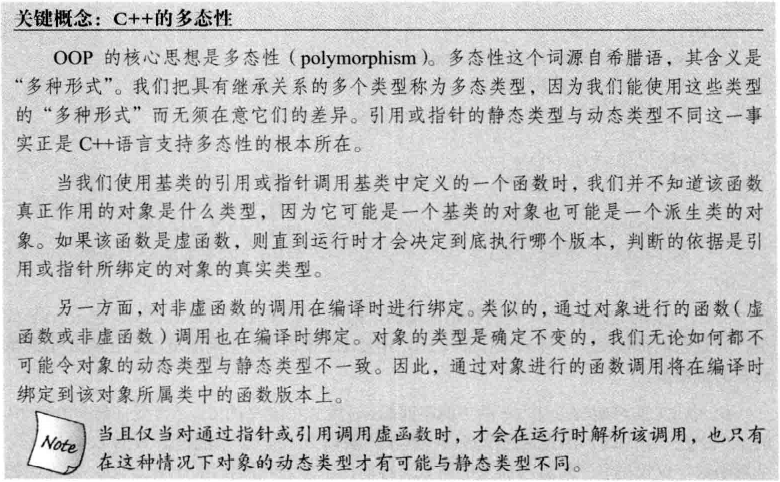 关键概念：C++的多态性
OOP 的核心思想是多态性（polymorphism）。多态性这个词源自希腊语，其含义是
“多种形式”。我们把具有继承关系的多个类型称为多态类型，因为我们能使用这些类型
的“多种形式”而无须在意它们的差异。引用或指针的静态类型与动态类型不同这一事
实正是 C++语言支持多态性的根本所在。
当我们使用基类的引用或指针调用基类中定义的一个函数时，我们并不知道该函数
真正作用的对象是什么类型，因为它可能是一个基类的对象也可能是一个派生类的对
象。如果该函数是虚函数，则直到运行时才会决定到底执行哪个版本，判断的依据是引
用或指针所绑定的对象的真实类型。
另一方面，对非虚函数的调用在编译时进行绑定。类似的，通过对象进行的函数（虚
函数或非虚函数）调用也在编译时绑定。对象的类型是确定不变的，我们无论如何都不
可能令对象的动态类型与静态类型不一致。因此，通过对象进行的函数调用将在编译时
绑定到该对象所属类中的函数版本上。
Note
当且仅当对通过指针或引用调用虚函数时，才会在运行时解析该调用，也只有
在这种情况下对象的动态类型才有可能与静态类型不同。